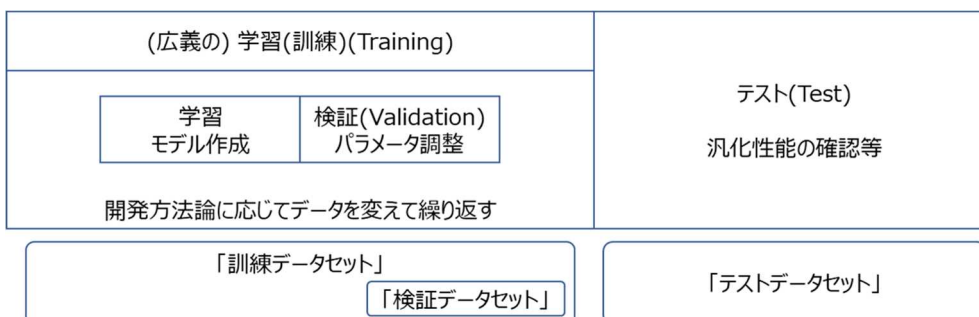 (広義の) 学習(訓練)(Training)
学習
モデル作成
検証(Validation)
パラメータ調整
開発方法論に応じてデータを変えて繰り返す
テスト(Test)
汎化性能の確認等
「訓練データセット」
「検証データセット」
「テストデータセット」